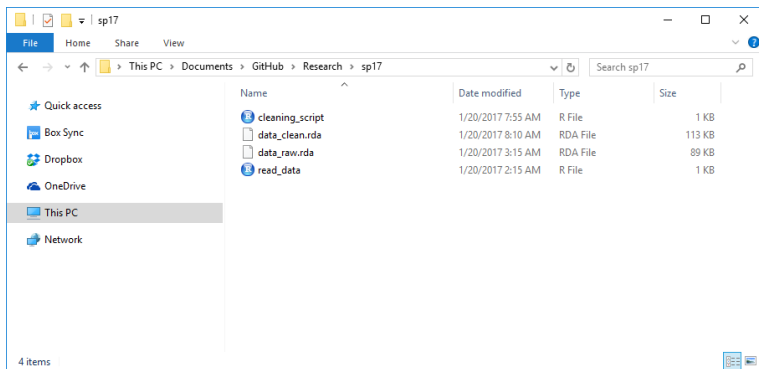 sp17
File Home Share View
This PC > Documents > GitHub > Research > sp17 Search sp17
Name Date modified Type Size
Quick access
Box Sync
Dropbox
OneDrive
This PC
Network
cleaning_script 1/20/2017 7:55 AM R File 1 KB
data_clean.rda 1/20/2017 8:10 AM RDA File 113 KB
data_raw.rda 1/20/2017 3:15 AM RDA File 89 KB
read_data 1/20/2017 2:15 AM R File 1 KB
4 items